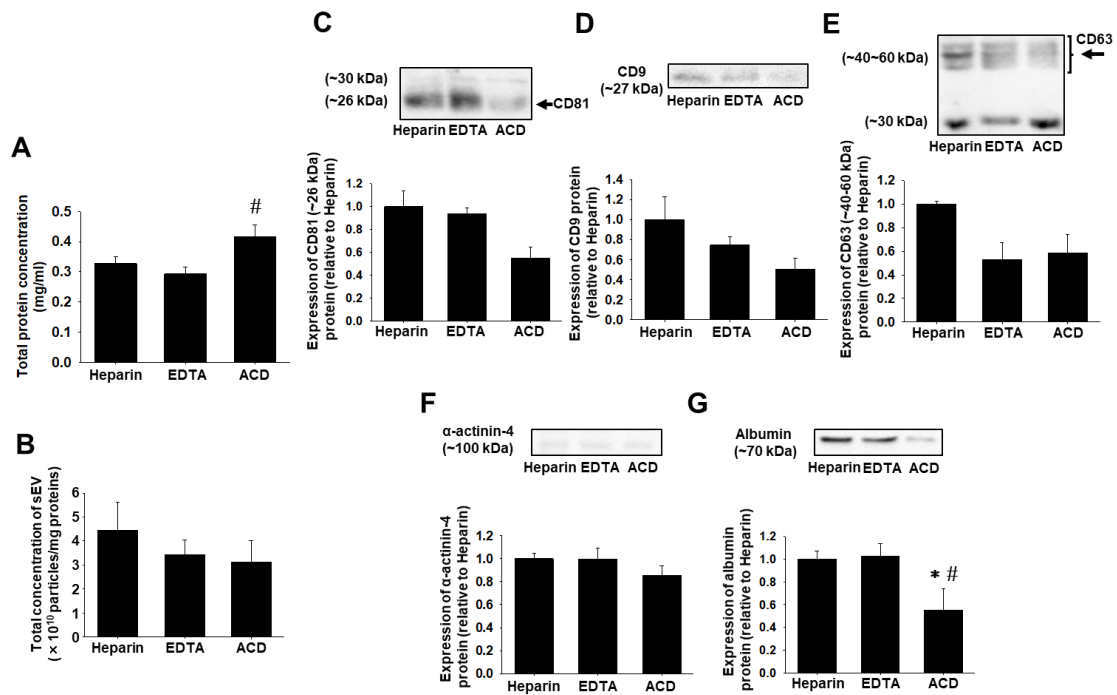 A
Total protein concentration
(mg/ml)
0.5
0.4
0.3
0.2
0.1
0.0
#
Heparin EDTA ACD
B
Total concentration of sEV
(× 10¹⁰ particles/mg proteins)
6
5
4
3
2
1
0
Heparin EDTA ACD
C
(~30 kDa)
(~26 kDa)
CD81
Heparin EDTA ACD
Expression of CD81 (~26 kDa)
protein (relative to Heparin)
1.2
1.0
0.8
0.6
0.4
0.2
0.0
Heparin EDTA ACD
D
CD9
(~27 kDa)
Heparin EDTA ACD
Expression of CD9 protein
(relative to Heparin)
1.4
1.2
1.0
0.8
0.6
0.4
0.2
0.0
Heparin EDTA ACD
E
CD63
(~40~60 kDa)
(~30 kDa)
Heparin EDTA ACD
Expression of CD63 (~40-60 kDa)
protein (relative to Heparin)
1.2
1.0
0.8
0.6
0.4
0.2
0.0
Heparin EDTA ACD
F
α-actinin-4
(~100 kDa)
Heparin EDTA ACD
Expression of α-actinin-4
protein (relative to Heparin)
1.2
1.0
0.8
0.6
0.4
0.2
0.0
Heparin EDTA ACD
G
Albumin
(~70 kDa)
Heparin EDTA ACD
Expression of albumin
protein (relative to Heparin)
1.2
1.0
0.8
0.6
0.4
0.2
0.0
* #
Heparin EDTA ACD